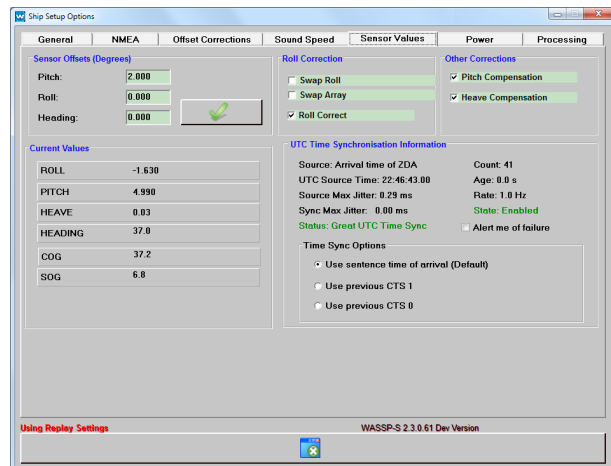 Ship Setup Options
General NMEA Offset Corrections Sound Speed Sensor Values Power Processing
Sensor Offsets (Degrees)
Pitch: 2.000
Roll: 0.000
Heading: 0.000
Roll Correction
Swap Roll
Swap Array
Roll Correct
Other Corrections
Pitch Compensation
Heave Compensation
Current Values
ROLL -1.630
PITCH 4.990
HEAVE 0.03
HEADING 37.0
COG 37.2
SOG 6.8
UTC Time Synchronisation Information
Source: Arrival time of ZDA Count: 41
UTC Source Time: 22:46:43.00 Age: 0.0 s
Source Max Jitter: 0.29 ms Rate: 1.0 Hz
Sync Max Jitter: 0.00 ms State: Enabled
Status: Great UTC Time Sync Alert me of failure
Time Sync Options
Use sentence time of arrival (Default)
Use previous CTS 1
Use previous CTS 0
Using Replay Settings WASSP-S 2.3.0.61 Dev Version